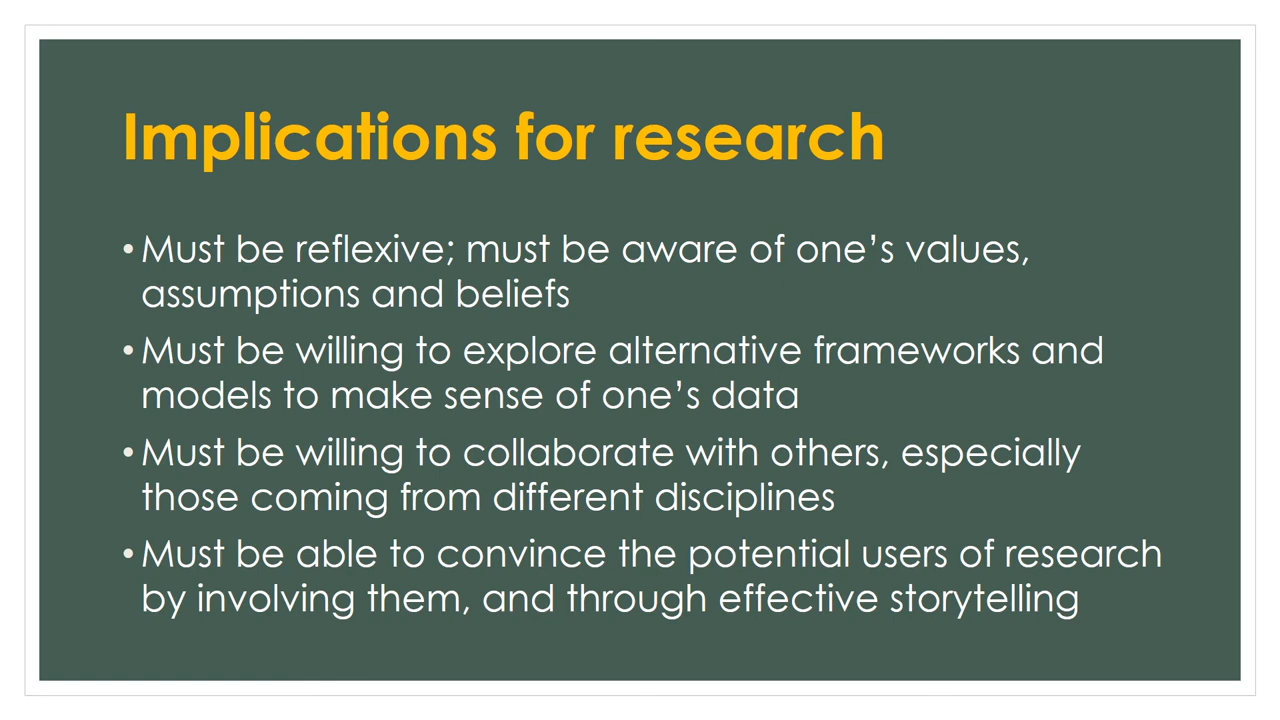 Implications for research
• Must be reflexive; must be aware of one’s values,
assumptions and beliefs
• Must be willing to explore alternative frameworks and
models to make sense of one’s data
• Must be willing to collaborate with others, especially
those coming from different disciplines
• Must be able to convince the potential users of research
by involving them, and through effective storytelling